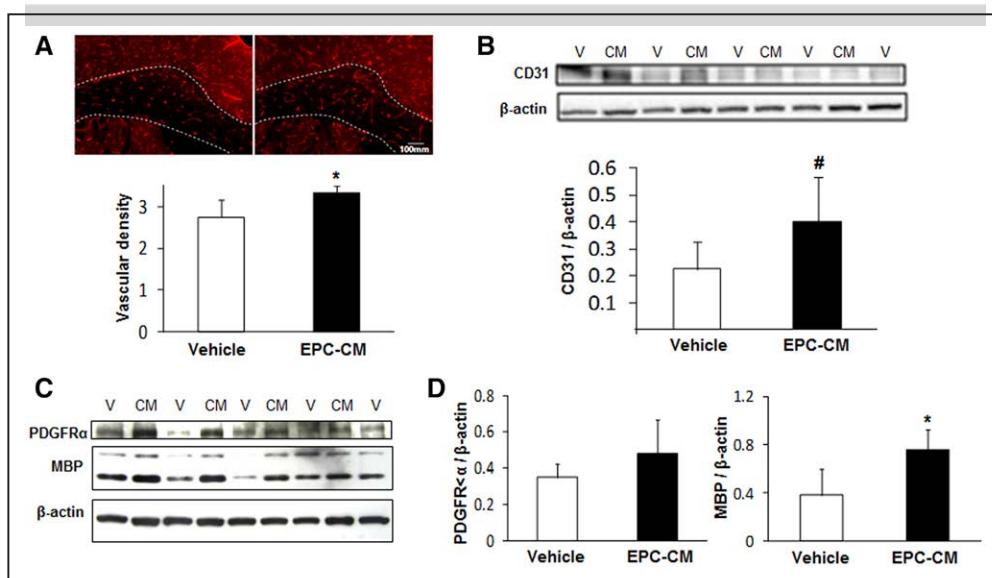 A
100mm
*
Vascular density
3
2
1
0
Vehicle EPC-CM
B
V CM V CM V CM V CM V
CD31
β-actin
#
CD31 / β-actin
0.6
0.5
0.4
0.3
0.2
0.1
Vehicle EPC-CM
C
V CM V CM V CM V CM V
PDGFRα
MBP
β-actin
D
PDGFR<α / β-actin
0.8
0.6
0.4
0.2
0
Vehicle EPC-CM
*
MBP / β-actin
1.2
0.8
0.4
0
Vehicle EPC-CM